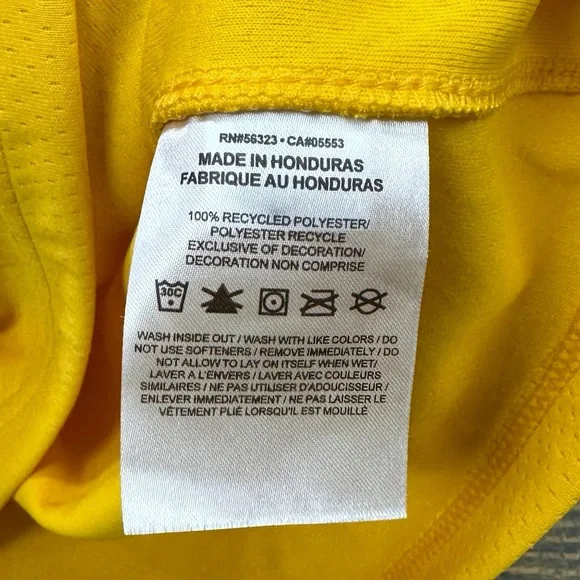 RN#56323 • CA#05553
MADE IN HONDURAS
FABRIQUE AU HONDURAS
100% RECYCLED POLYESTER/
POLYESTER RECYCLE
EXCLUSIVE OF DECORATION/
DECORATION NON COMPRISE
30C
WASH INSIDE OUT / WASH WITH LIKE COLORS / DO
NOT USE SOFTENERS / REMOVE IMMEDIATELY / DO
NOT ALLOW TO LAY ON ITSELF WHEN WET/
LAVER A L'ENVERS / LAVER AVEC COULEURS
SIMILAIRES / NE PAS UTILISER D'ADOUCISSEUR /
ENLEVER IMMEDIATEMENT / NE PAS LAISSER LE
VÊTEMENT PLIÉ LORSQU'IL EST MOUILLÉ